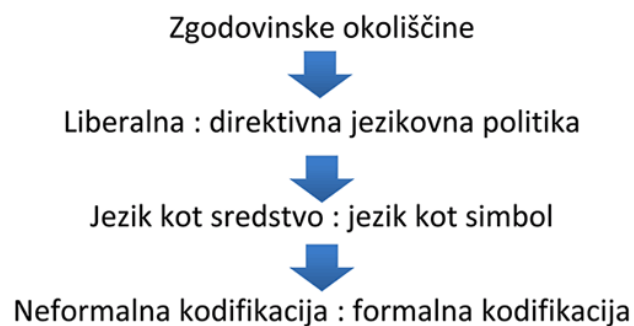 Zgodovinske okoliščine
Liberalna : direktivna jezikovna politika
Jezik kot sredstvo : jezik kot simbol
Neformalna kodifikacija : formalna kodifikacija